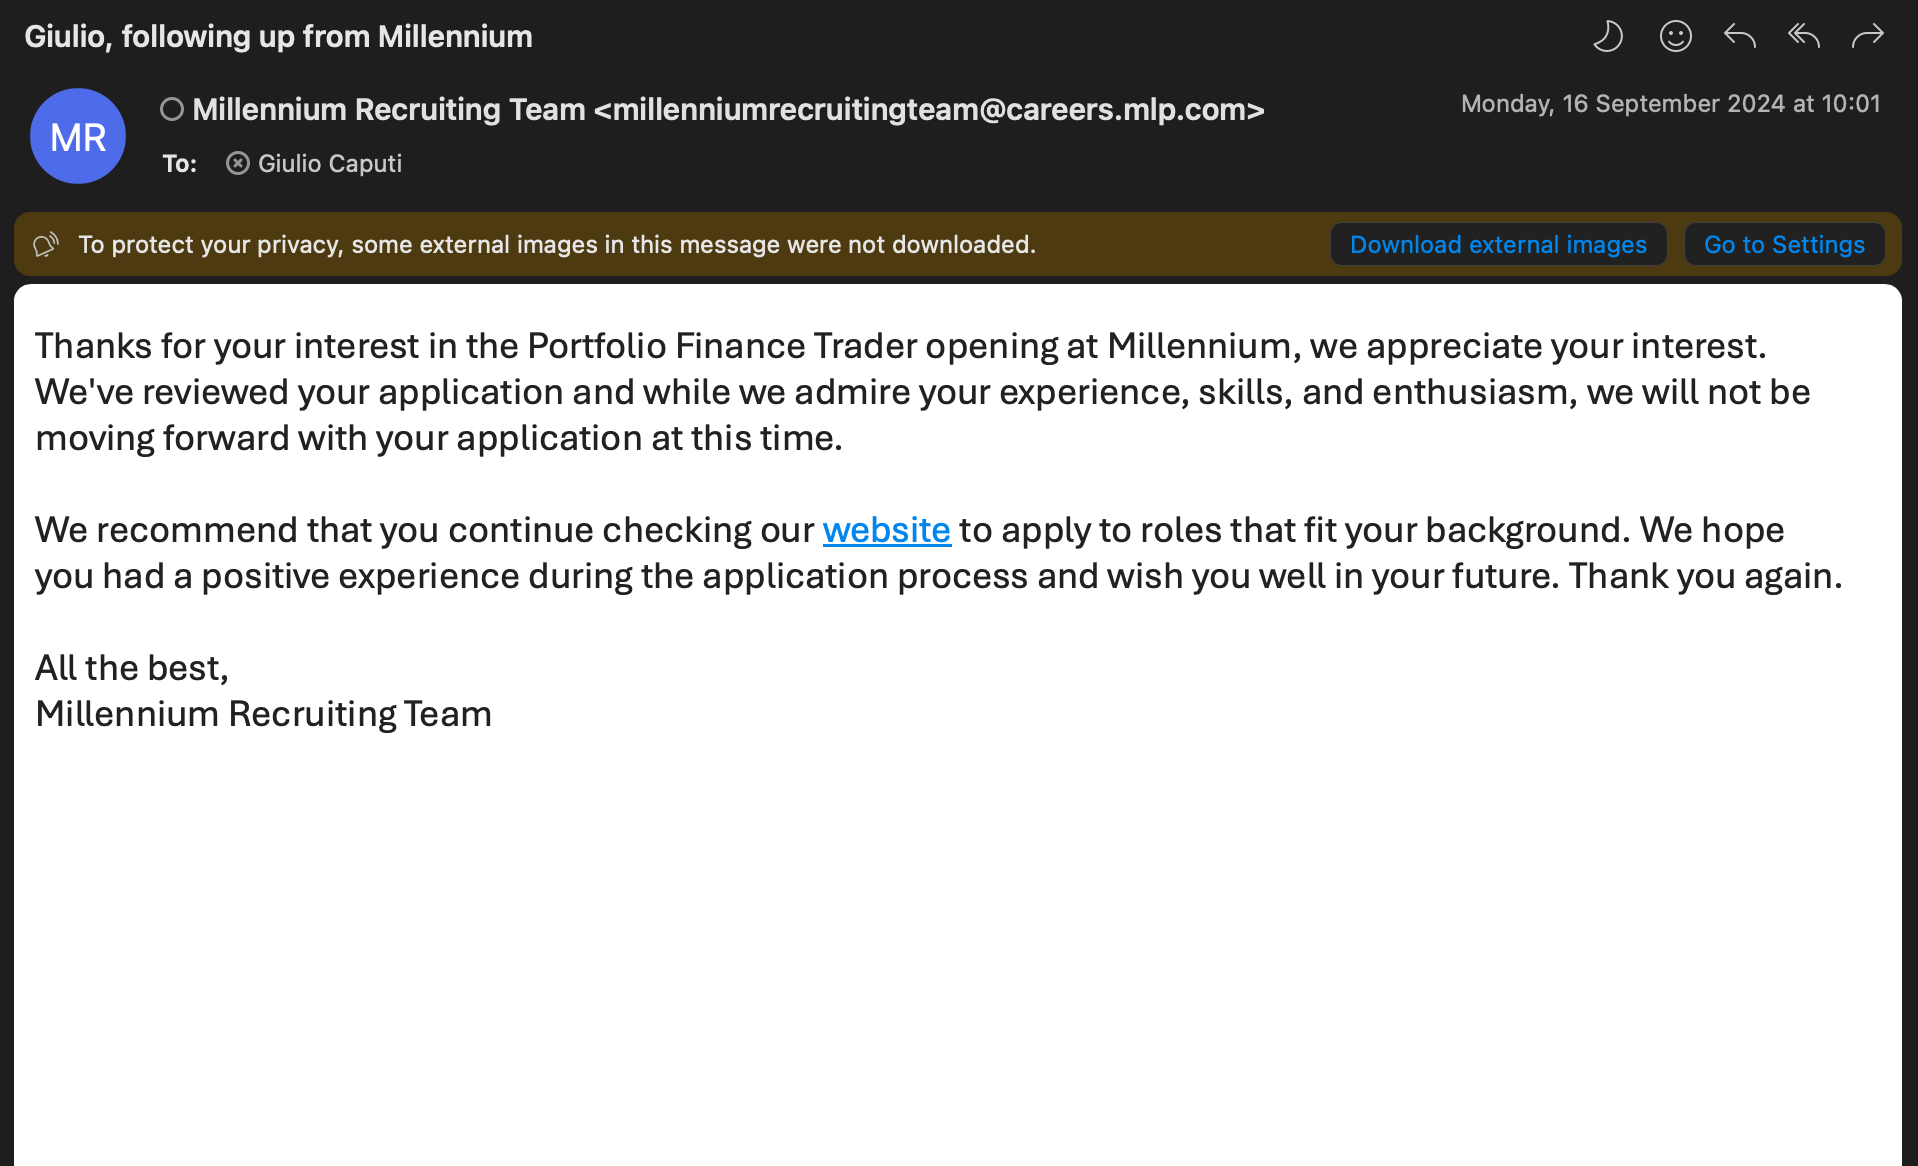 Giulio, following up from Millennium
MR
Millennium Recruiting Team <millenniumrecruitingteam@careers.mlp.com>
Monday, 16 September 2024 at 10:01
To: Giulio Caputi
To protect your privacy, some external images in this message were not downloaded.
Download external images
Go to Settings
Thanks for your interest in the Portfolio Finance Trader opening at Millennium, we appreciate your interest.
We've reviewed your application and while we admire your experience, skills, and enthusiasm, we will not be
moving forward with your application at this time.
We recommend that you continue checking our website to apply to roles that fit your background. We hope
you had a positive experience during the application process and wish you well in your future. Thank you again.
All the best,
Millennium Recruiting Team